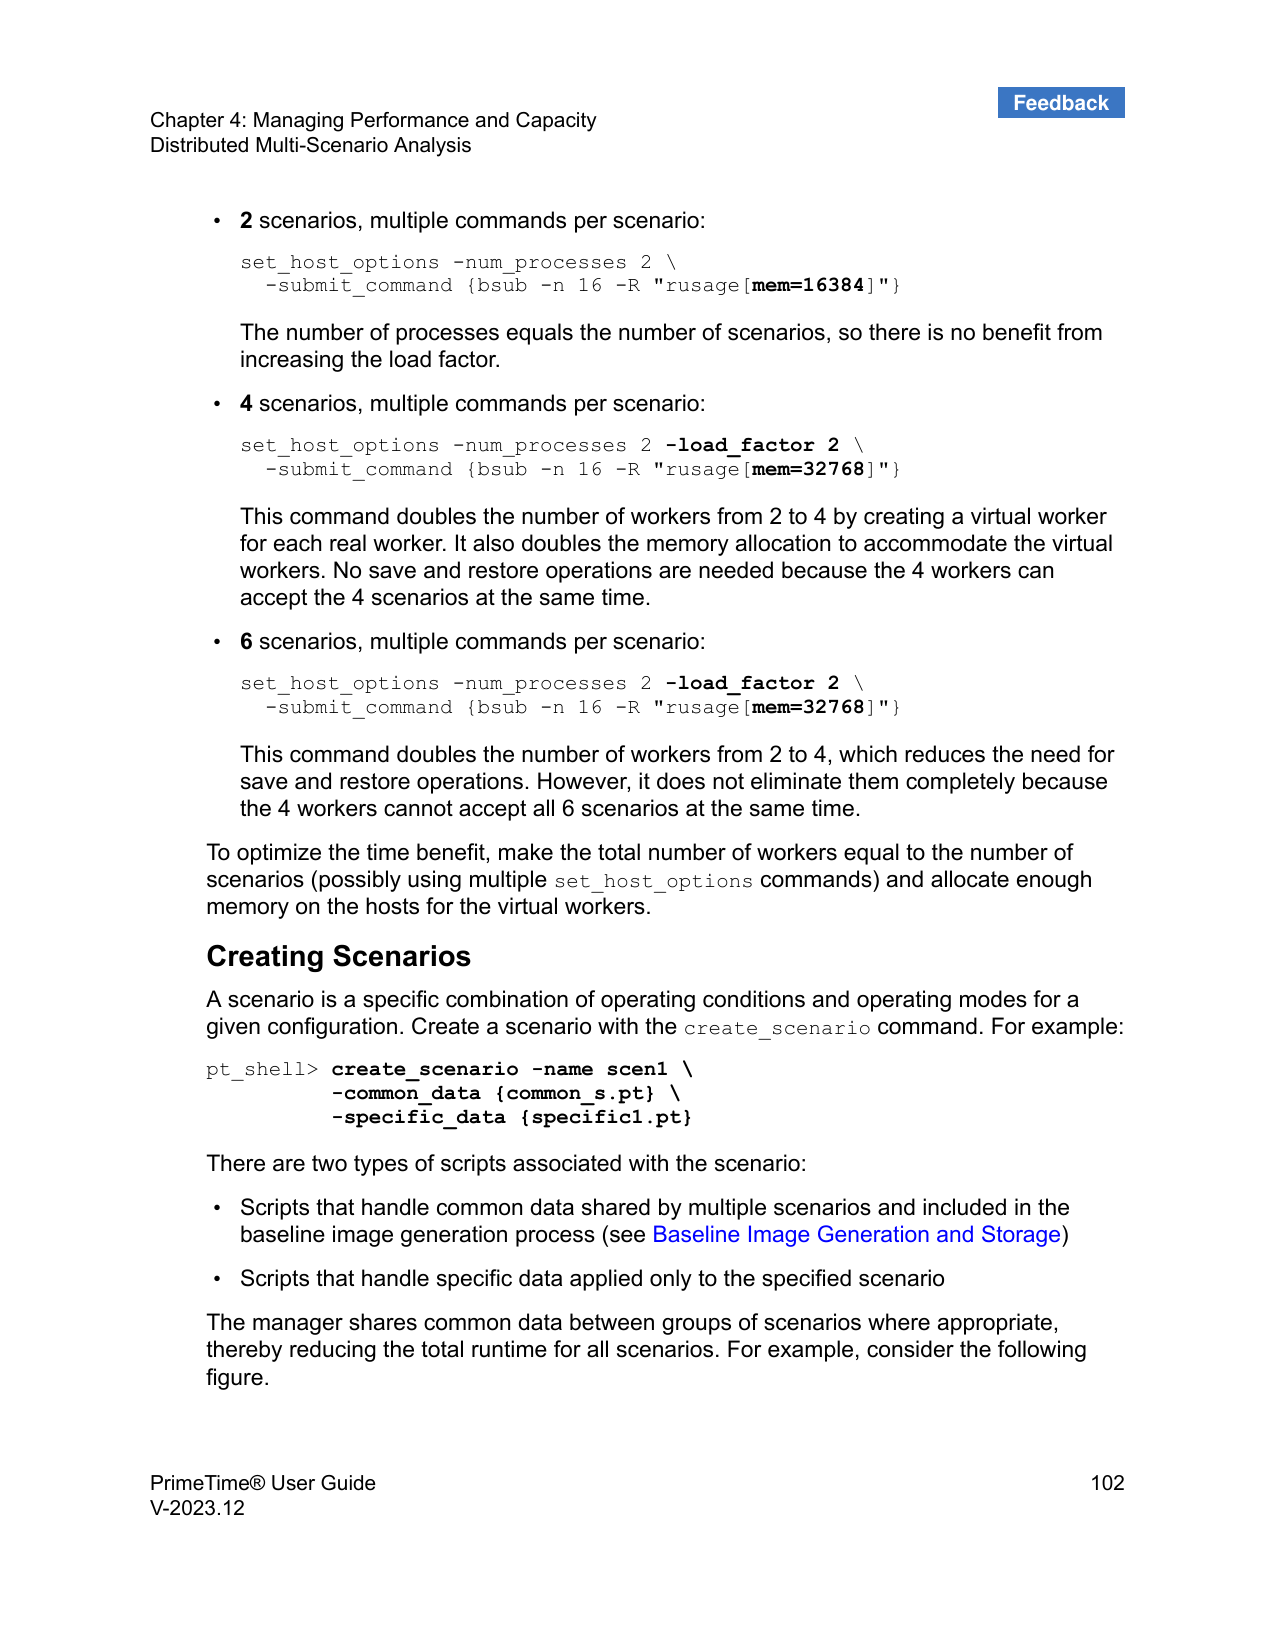 Feedback
Chapter 4: Managing Performance and Capacity
Distributed Multi-Scenario Analysis
• 2 scenarios, multiple commands per scenario:
set_host_options -num_processes 2 \
-submit_command {bsub -n 16 -R "rusage[mem=16384]"}
The number of processes equals the number of scenarios, so there is no benefit from
increasing the load factor.
• 4 scenarios, multiple commands per scenario:
set_host_options -num_processes 2 -load_factor 2 \
-submit_command {bsub -n 16 -R "rusage[mem=32768]"}
This command doubles the number of workers from 2 to 4 by creating a virtual worker
for each real worker. It also doubles the memory allocation to accommodate the virtual
workers. No save and restore operations are needed because the 4 workers can
accept the 4 scenarios at the same time.
• 6 scenarios, multiple commands per scenario:
set_host_options -num_processes 2 -load_factor 2 \
-submit_command {bsub -n 16 -R "rusage[mem=32768]"}
This command doubles the number of workers from 2 to 4, which reduces the need for
save and restore operations. However, it does not eliminate them completely because
the 4 workers cannot accept all 6 scenarios at the same time.
To optimize the time benefit, make the total number of workers equal to the number of
scenarios (possibly using multiple set_host_options commands) and allocate enough
memory on the hosts for the virtual workers.
Creating Scenarios
A scenario is a specific combination of operating conditions and operating modes for a
given configuration. Create a scenario with the create_scenario command. For example:
pt_shell> create_scenario -name scen1 \
-common_data {common_s.pt} \
-specific_data {specific1.pt}
There are two types of scripts associated with the scenario:
• Scripts that handle common data shared by multiple scenarios and included in the
baseline image generation process (see Baseline Image Generation and Storage)
• Scripts that handle specific data applied only to the specified scenario
The manager shares common data between groups of scenarios where appropriate,
thereby reducing the total runtime for all scenarios. For example, consider the following
figure.
PrimeTime® User Guide 102
V-2023.12